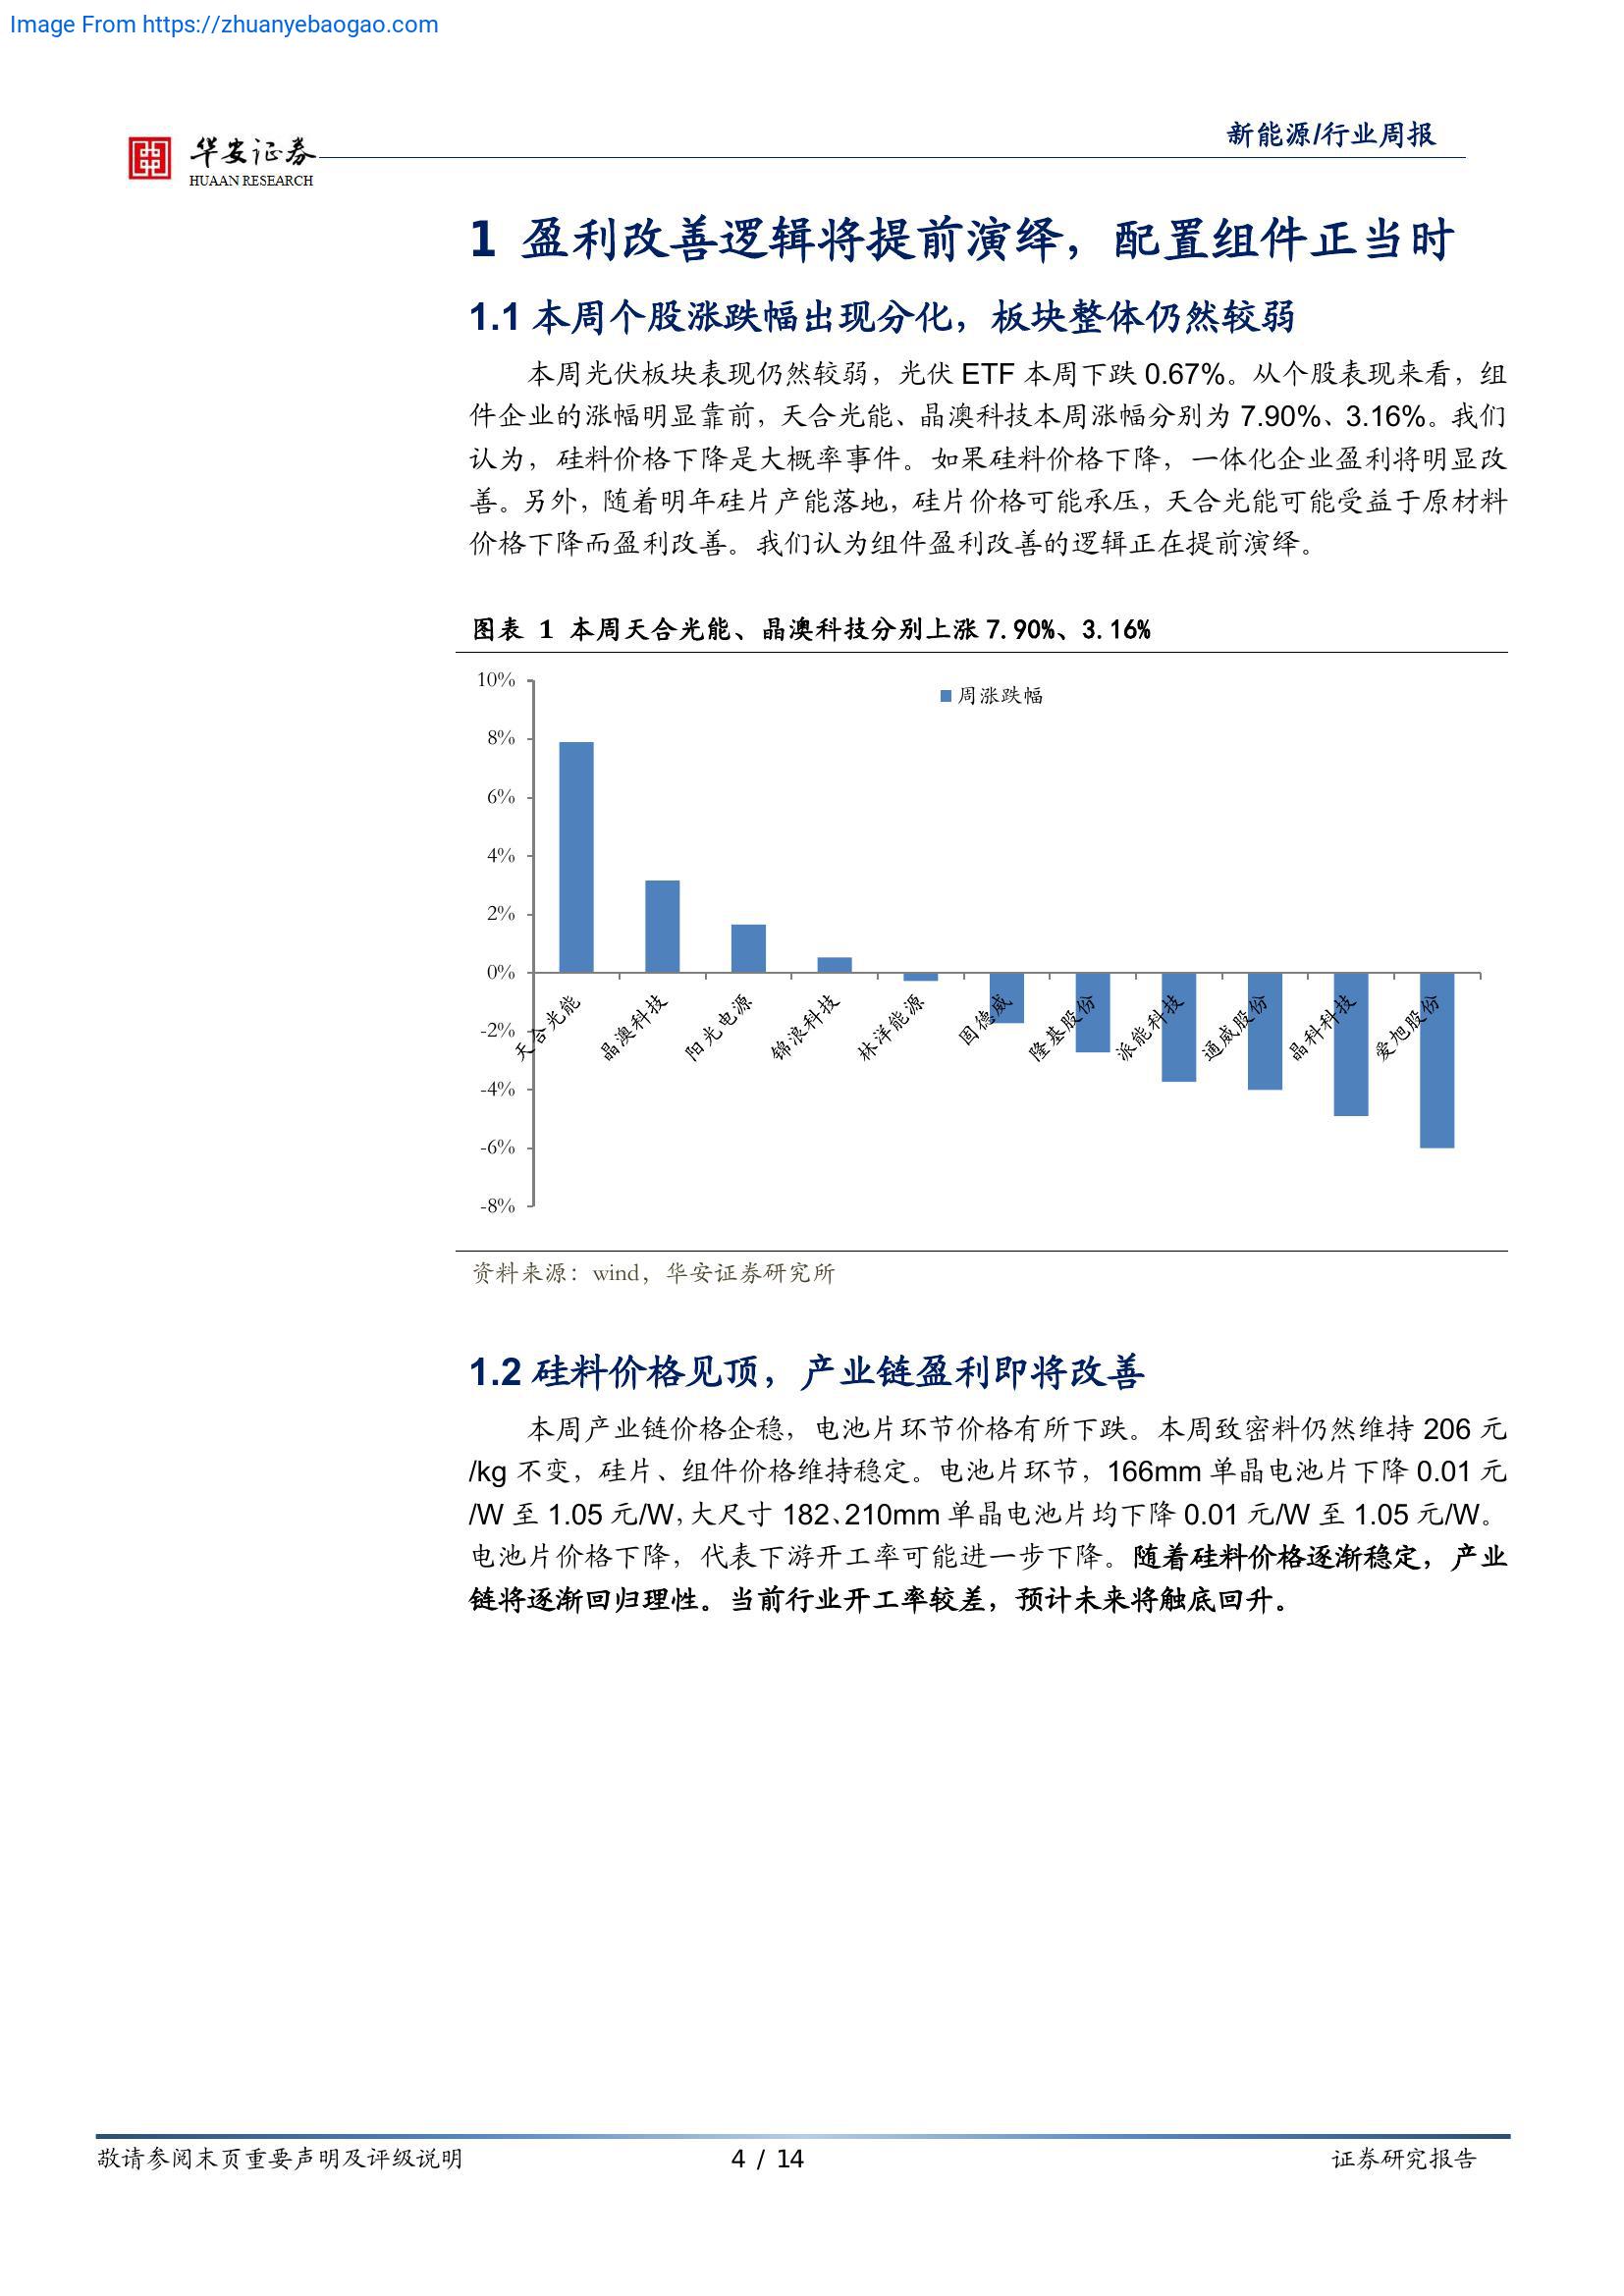 Image From https://zhuanyebaogao.com
华安证券
HUAAN RESEARCH
新能源/行业周报
1 盈利改善逻辑将提前演绎，配置组件正当时
1.1 本周个股涨跌幅出现分化，板块整体仍然较弱
本周光伏板块表现仍然较弱，光伏 ETF 本周下跌 0.67%。从个股表现来看，组
件企业的涨幅明显靠前，天合光能、晶澳科技本周涨幅分别为 7.90%、3.16%。我们
认为，硅料价格下降是大概率事件。如果硅料价格下降，一体化企业盈利将明显改
善。另外，随着明年硅片产能落地，硅片价格可能承压，天合光能可能受益于原材料
价格下降而盈利改善。我们认为组件盈利改善的逻辑正在提前演绎。
图表 1 本周天合光能、晶澳科技分别上涨 7.90%、3.16%
周涨跌幅
10%
8%
6%
4%
2%
0%
-2%
-4%
-6%
-8%
天合光能
晶澳科技
阳光电源
锦浪科技
林洋能源
固德威
隆基股份
派能科技
通威股份
晶科科技
爱旭股份
资料来源：wind，华安证券研究所
1.2 硅料价格见顶，产业链盈利即将改善
本周产业链价格企稳，电池片环节价格有所下跌。本周致密料仍然维持 206 元
/kg 不变，硅片、组件价格维持稳定。电池片环节，166mm 单晶电池片下降 0.01 元
/W 至 1.05 元/W，大尺寸 182、210mm 单晶电池片均下降 0.01 元/W 至 1.05 元/W。
电池片价格下降，代表下游开工率可能进一步下降。随着硅料价格逐渐稳定，产业
链将逐渐回归理性。当前行业开工率较差，预计未来将触底回升。
敬请参阅末页重要声明及评级说明
4 / 14
证券研究报告